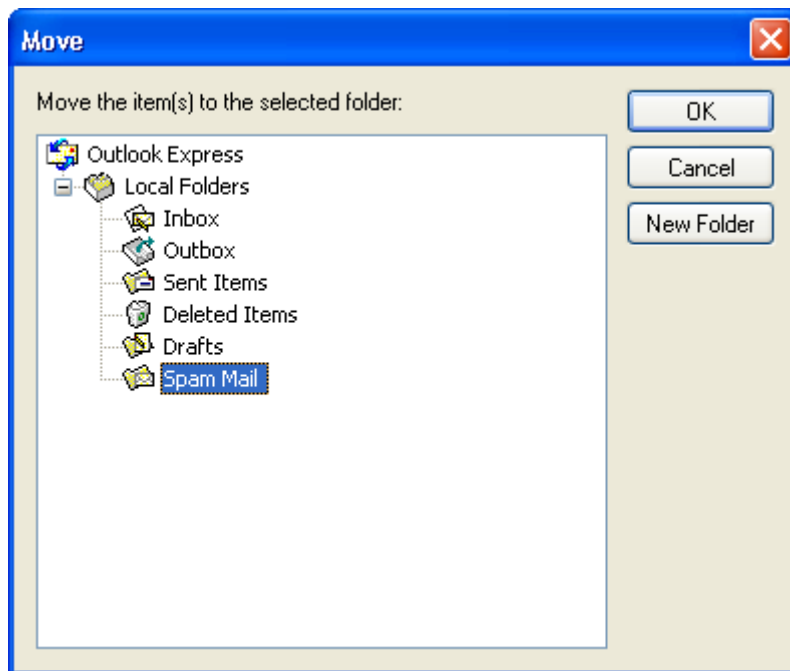 Move
Move the item(s) to the selected folder:
OK
Outlook Express
Cancel
Local Folders
New Folder
Inbox
Outbox
Sent Items
Deleted Items
Drafts
Spam Mail